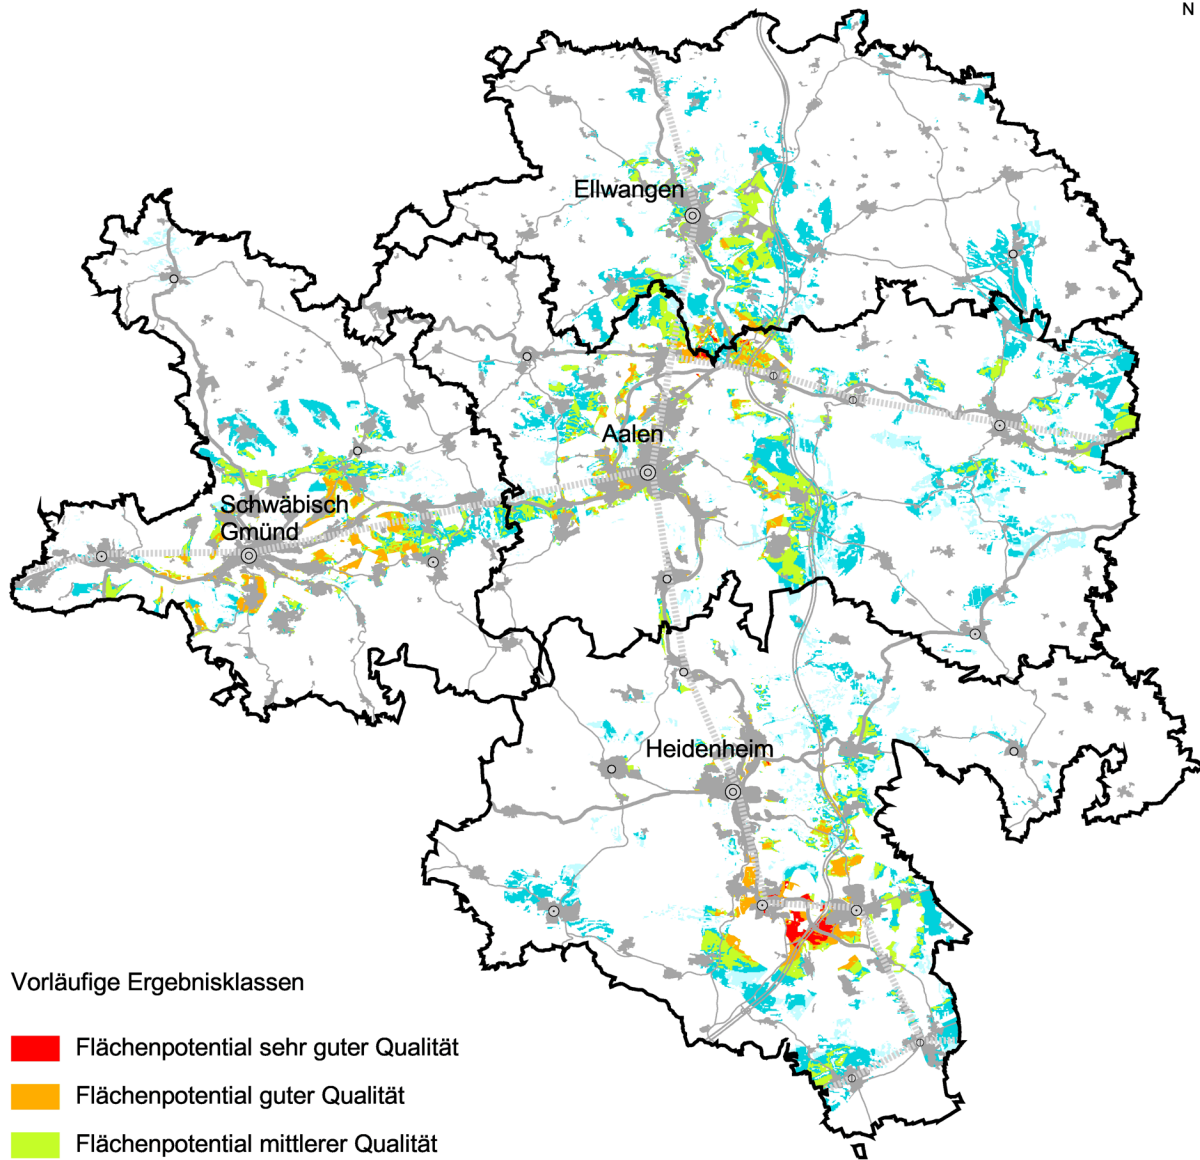 N
Ellwangen
Aalen
Schwäbisch
Gmünd
Heidenheim
Vorläufige Ergebnisklassen
Flächenpotential sehr guter Qualität
Flächenpotential guter Qualität
Flächenpotential mittlerer Qualität